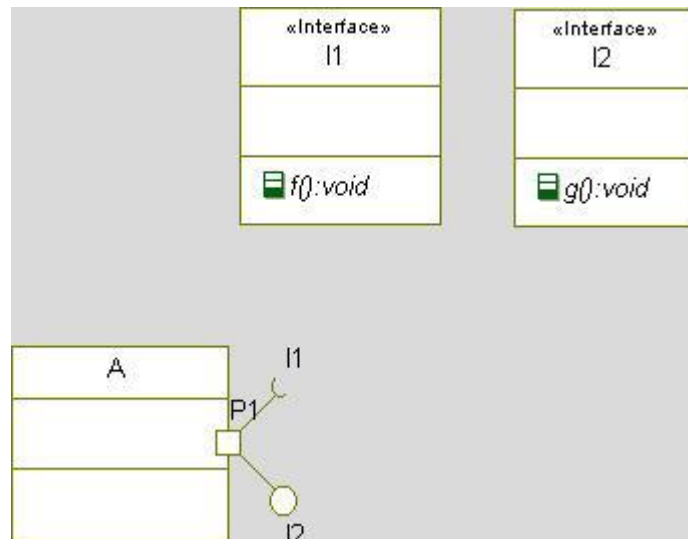 «Interface»
I1
f():void
«Interface»
I2
g():void
A
P1
I1
I2